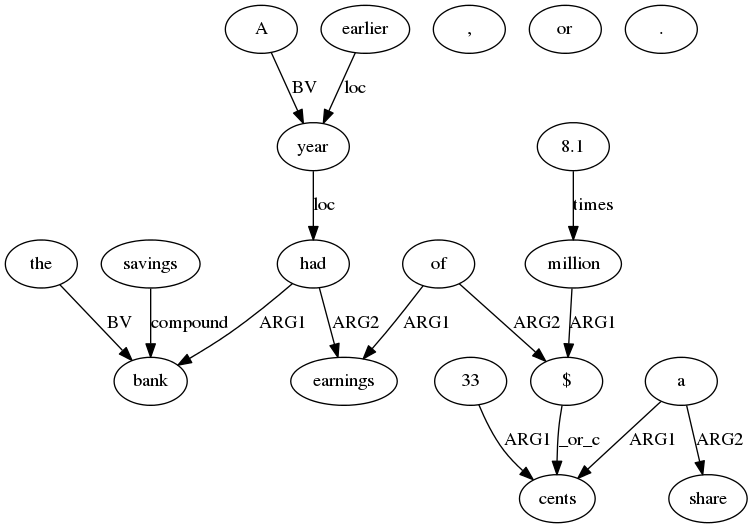 A earlier , or .
BV loc
year 8.1
loc times
the savings had of million
BV compound ARG1 ARG2 ARG1 ARG2 ARG1
bank earnings 33 $ a
ARG1 _or_c ARG1 ARG2
cents share